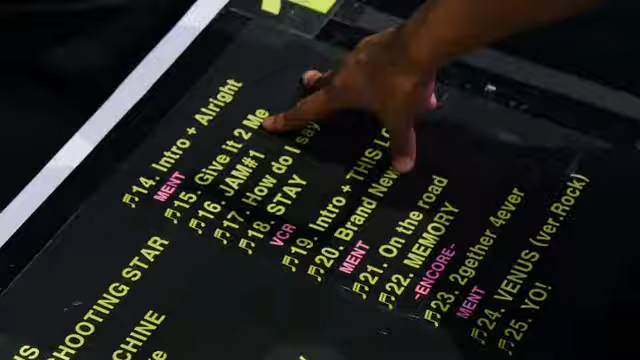 ♫14. Intro + Alright
MENT
♫15. Give it 2 Me
♫16. JAM#1
♫17. How do I say
♫18. STAY
VCR
♫19. Intro + THIS
♫20. Brand New
MENT
♫21. On the road
♫22. MEMORY
-ENCORE-
♫23. 2gether 4ever
MENT
♫24. VENUS (ver.Rock)
♫25. YO!
SHOOTING STAR